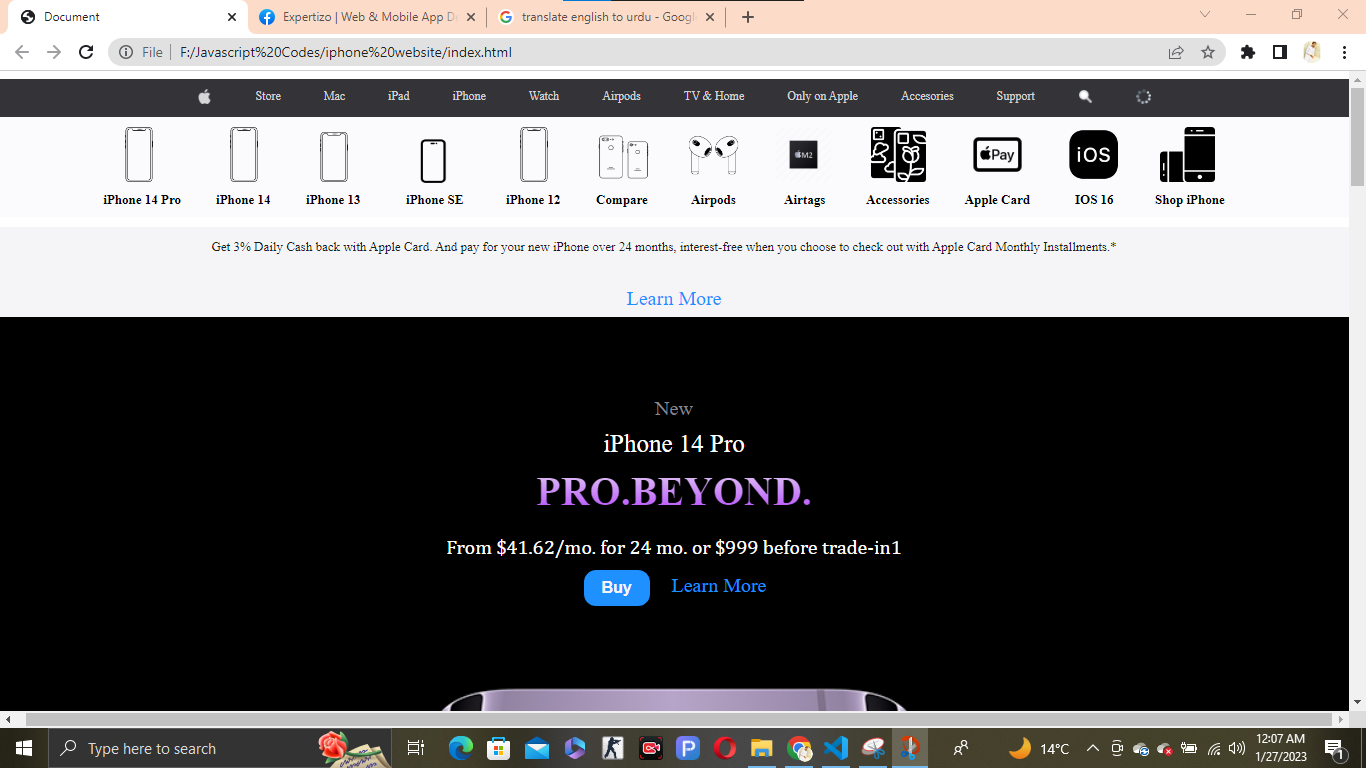 Document
Expertizo | Web & Mobile App D
translate english to urdu - Googl
File
F:/Javascript%20Codes/iphone%20website/index.html
Store Mac iPad iPhone Watch Airpods TV & Home Only on Apple Accesories Support
M2 Pay iOS
iPhone 14 Pro iPhone 14 iPhone 13 iPhone SE iPhone 12 Compare Airpods Airtags Accessories Apple Card IOS 16 Shop iPhone
Get 3% Daily Cash back with Apple Card. And pay for your new iPhone over 24 months, interest-free when you choose to check out with Apple Card Monthly Installments.*
Learn More
New
iPhone 14 Pro
PRO.BEYOND.
From $41.62/mo. for 24 mo. or $999 before trade-in1
Buy Learn More
Type here to search
14°C
12:07 AM
1/27/2023
1